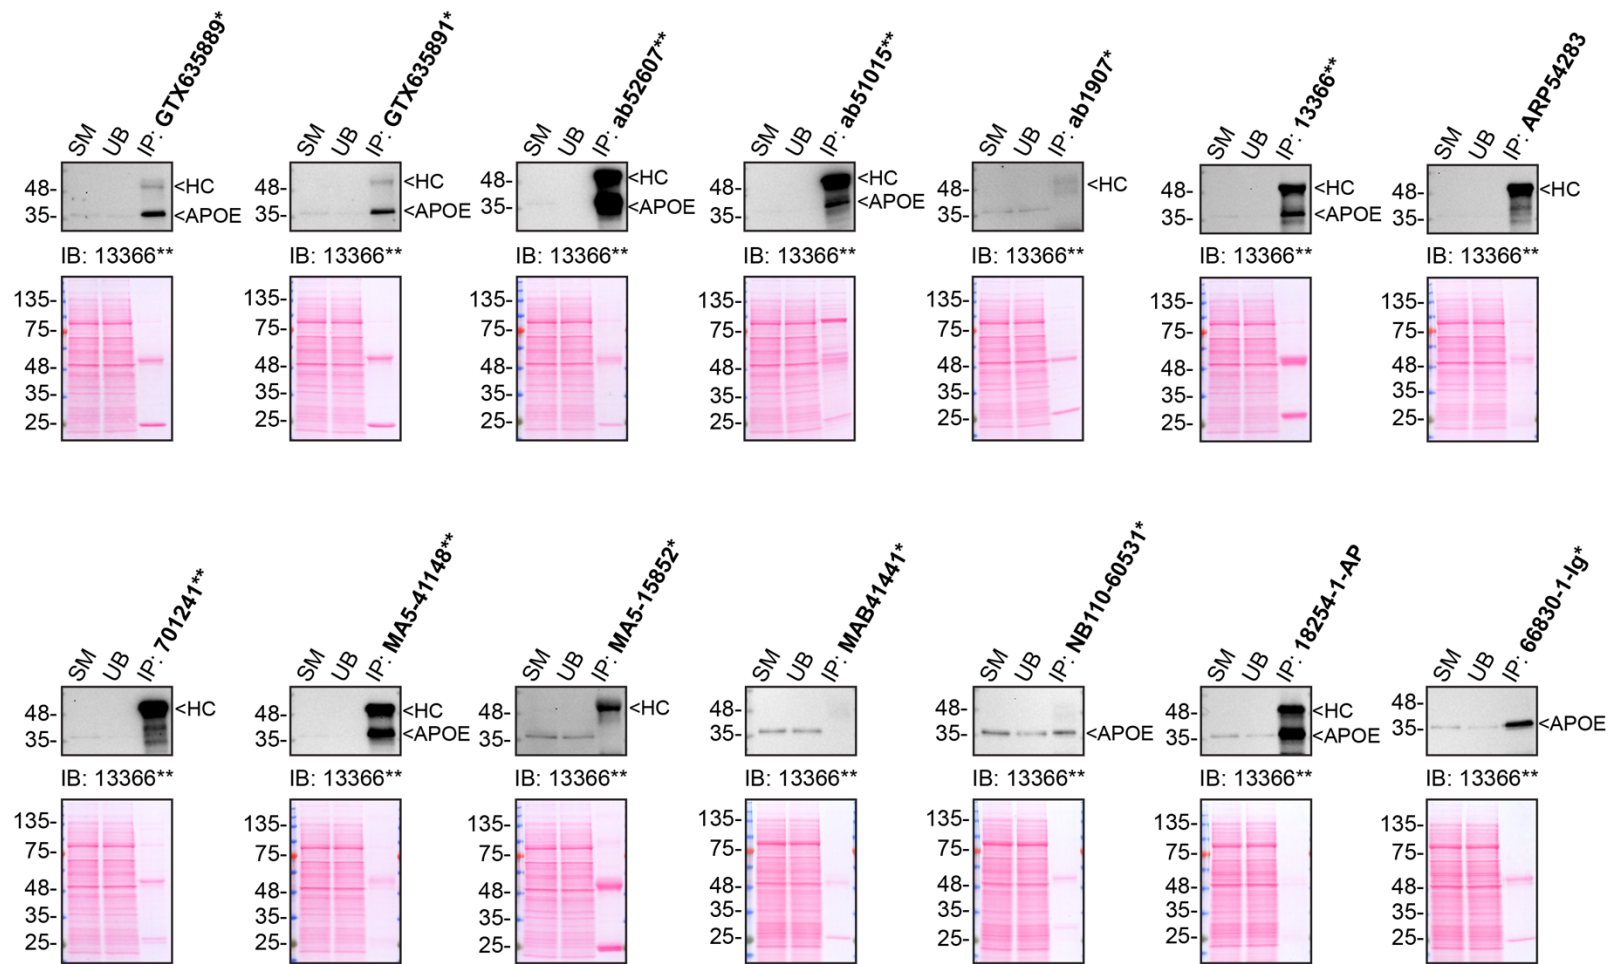 SM UB IP: GTX635889*
48-
35-
<HC
<APOE
IB: 13366**
135-
75-
48-
35-
25-
SM UB IP: GTX635891*
48-
35-
<HC
<APOE
IB: 13366**
135-
75-
48-
35-
25-
SM UB IP: ab52607**
48-
35-
<HC
<APOE
IB: 13366**
135-
75-
48-
35-
25-
SM UB IP: ab51015**
48-
35-
<HC
<APOE
IB: 13366**
135-
75-
48-
35-
25-
SM UB IP: ab1907*
48-
35-
<HC
IB: 13366**
135-
75-
48-
35-
25-
SM UB IP: 13366**
48-
35-
<HC
<APOE
IB: 13366**
135-
75-
48-
35-
25-
SM UB IP: ARP54283
48-
35-
<HC
IB: 13366**
135-
75-
48-
35-
25-
SM UB IP: 701241**
48-
35-
<HC
IB: 13366**
135-
75-
48-
35-
25-
SM UB IP: MA5-41148**
48-
35-
<HC
<APOE
IB: 13366**
135-
75-
48-
35-
25-
SM UB IP: MA5-15852*
48-
35-
<HC
IB: 13366**
135-
75-
48-
35-
25-
SM UB IP: MAB41441*
48-
35-
IB: 13366**
135-
75-
48-
35-
25-
SM UB IP: NB110-60531*
48-
35-
<APOE
IB: 13366**
135-
75-
48-
35-
25-
SM UB IP: 18254-1-AP
48-
35-
<HC
<APOE
IB: 13366**
135-
75-
48-
35-
25-
SM UB IP: 66830-1-Ig*
48-
35-
<APOE
IB: 13366**
135-
75-
48-
35-
25-